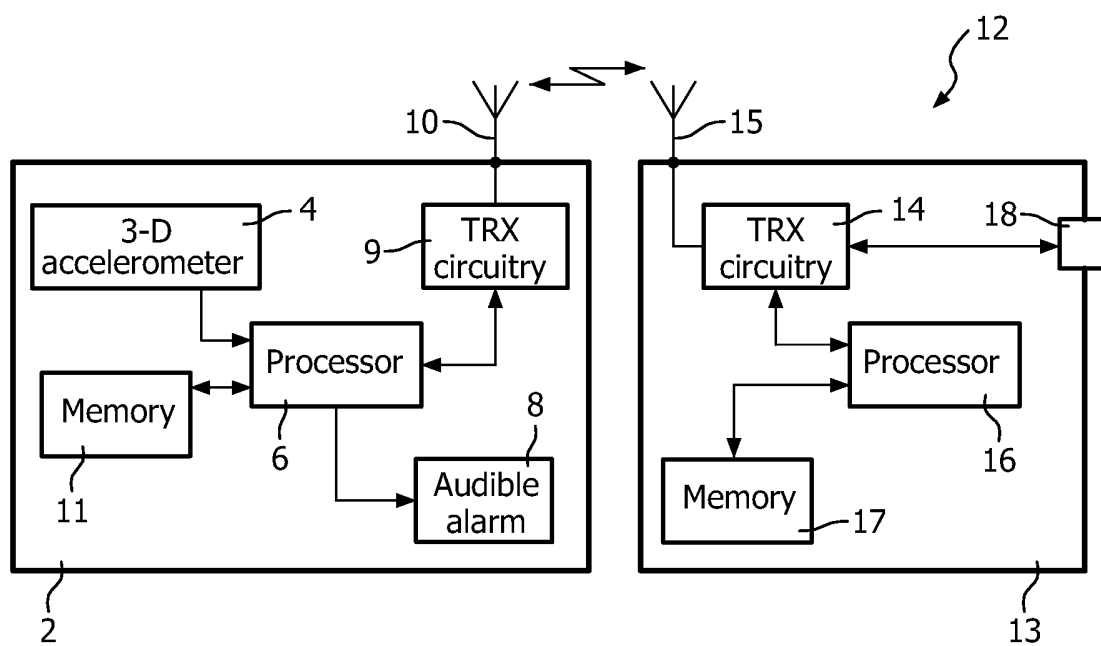 12
10
15
3-D
accelerometer
4
9
TRX
circuitry
TRX
circuitry
14
18
Processor
6
Memory
11
8
Audible
alarm
Processor
16
Memory
17
2
13